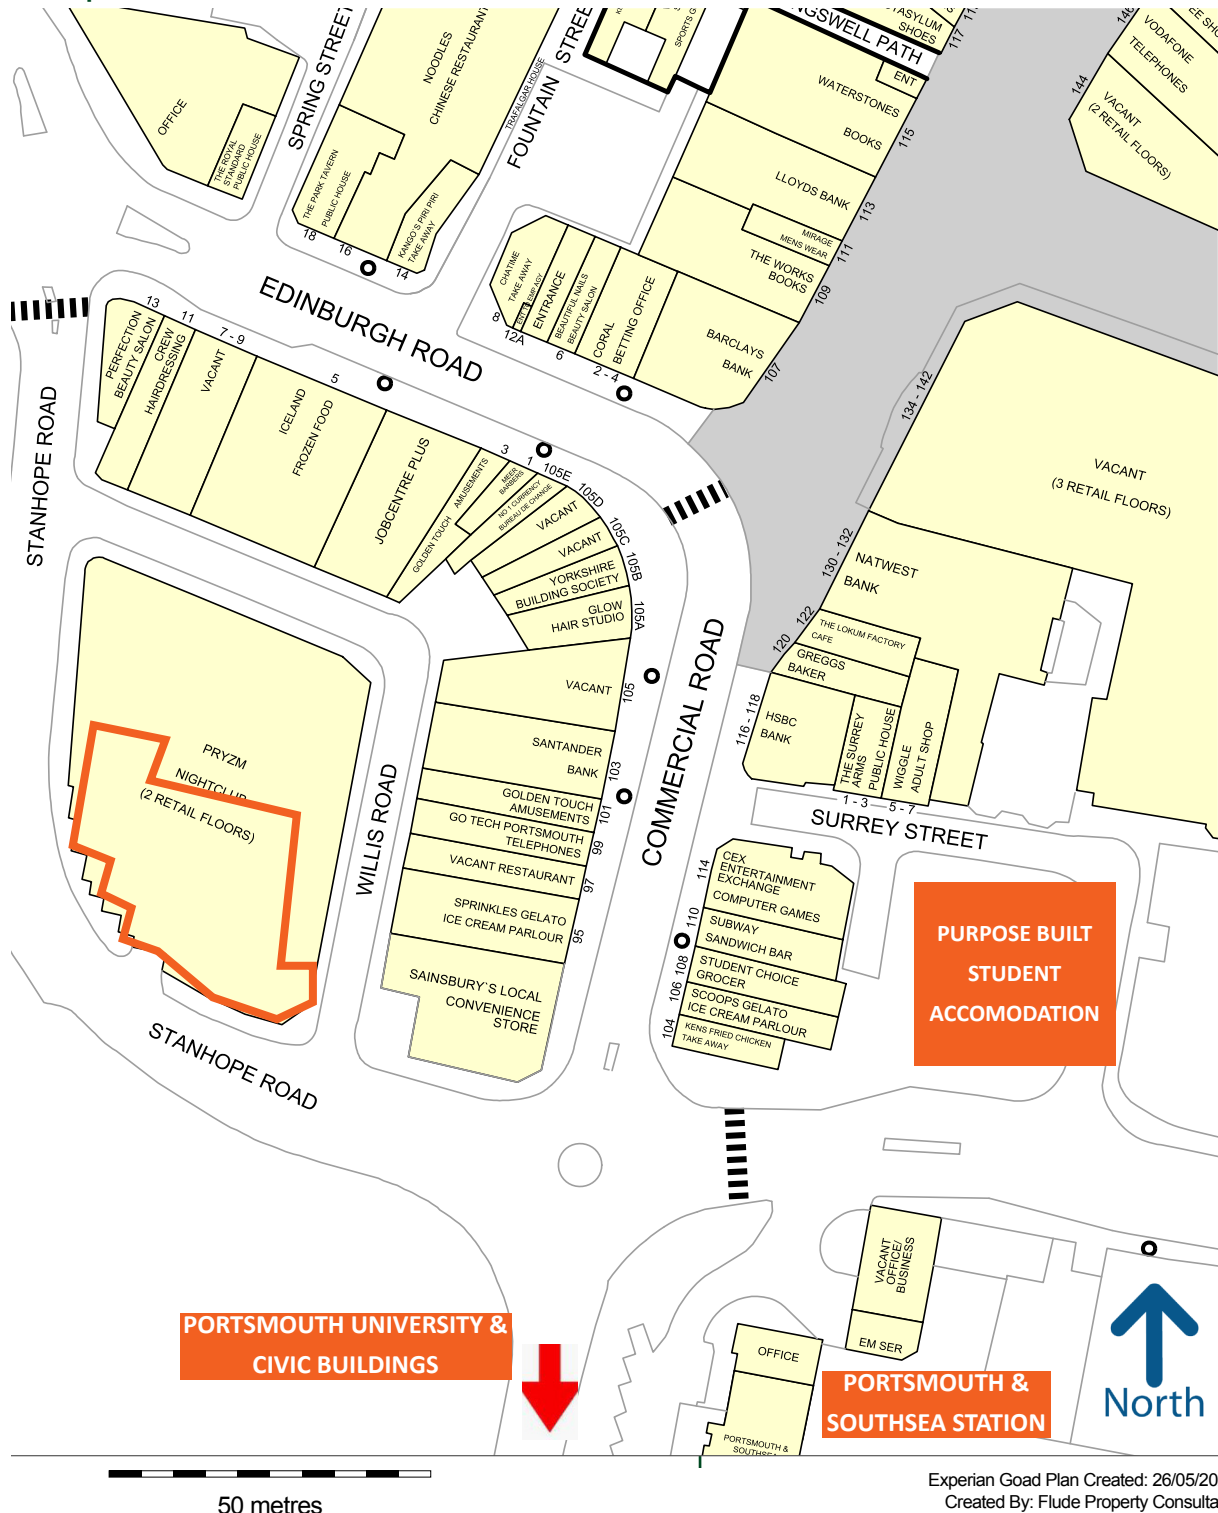 NGSWELL PATH
TASYLUM
SHOES
117
146
EE SHO
VODAFONE
TELEPHONES
144
VACANT
(2 RETAIL FLOORS)
SPORTS G
ENT
WATERSTONES
BOOKS
115
LLOYDS BANK
113
MIRAGE
MENS WEAR
111
THE WORKS
BOOKS
109
BARCLAYS
BANK
107
SPRING STREET
FOUNTAIN STREE
TRAFALGAR HOUSE
NOODLES
CHINESE RESTAURANT
OFFICE
THE ROYAL
STANDARD
PUBLIC HOUSE
THE PARK TAVERN
PUBLIC HOUSE
KANGO`S PIRI PIRI
TAKE AWAY
18
16
14
CHATIME
TAKE AWAY
ENT TO EMP AGY
ENTRANCE
BEAUTIFUL NAILS
BEAUTY SALON
CORAL
BETTING OFFICE
8
12A
6
2 - 4
EDINBURGH ROAD
13
11
7 - 9
5
3
1
105E
105D
105C
105B
105A
PERFECTION
BEAUTY SALON
CREW
HAIRDRESSING
VACANT
ICELAND
FROZEN FOOD
JOBCENTRE PLUS
GOLDEN TOUCH AMUSEMENTS
MEER
BARBERS
NO 1 CURRENCY
BUREAU DE CHANGE
VACANT
VACANT
YORKSHIRE
BUILDING SOCIETY
GLOW
HAIR STUDIO
STANHOPE ROAD
134 - 142
VACANT
(3 RETAIL FLOORS)
130 - 132
NATWEST
BANK
122
120
THE LOKUM FACTORY
CAFE
GREGGS
BAKER
116 - 118
HSBC
BANK
THE SURREY
ARMS
PUBLIC HOUSE
WIGGLE
ADULT SHOP
1 - 3
5 - 7
SURREY STREET
COMMERCIAL ROAD
WILLIS ROAD
VACANT
105
SANTANDER
BANK
103
GOLDEN TOUCH
AMUSEMENTS
101
GO TECH PORTSMOUTH
TELEPHONES
99
VACANT RESTAURANT
97
SPRINKLES GELATO
ICE CREAM PARLOUR
95
SAINSBURY`S LOCAL
CONVENIENCE
STORE
PRYZM
NIGHTCLUB
(2 RETAIL FLOORS)
114
CEX
ENTERTAINMENT
EXCHANGE
COMPUTER GAMES
110
SUBWAY
SANDWICH BAR
108
STUDENT CHOICE
GROCER
106
SCOOPS GELATO
ICE CREAM PARLOUR
104
KENS FRIED CHICKEN
TAKE AWAY
PURPOSE BUILT
STUDENT
ACCOMODATION
STANHOPE ROAD
VACANT
OFFICE/
BUSINESS
EM SER
OFFICE
PORTSMOUTH &
SOUTHSEA
PORTSMOUTH UNIVERSITY &
CIVIC BUILDINGS
PORTSMOUTH &
SOUTHSEA STATION
North
50 metres
Experian Goad Plan Created: 26/05/20
Created By: Flude Property Consulta